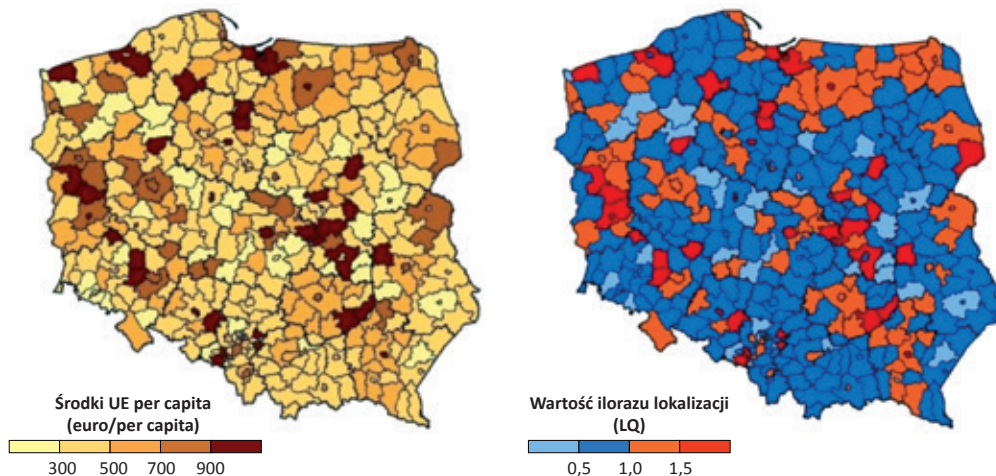 Środki UE per capita
(euro/per capita)
300 500 700 900
Wartość ilorazu lokalizacji
(LQ)
0,5 1,0 1,5